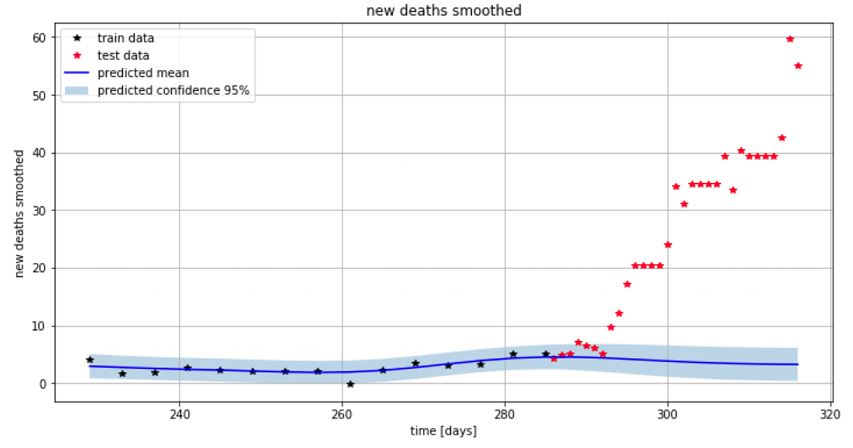 new deaths smoothed
train data
test data
predicted mean
predicted confidence 95%
60
50
40
30
20
10
0
new deaths smoothed
240
260
280
300
320
time [days]